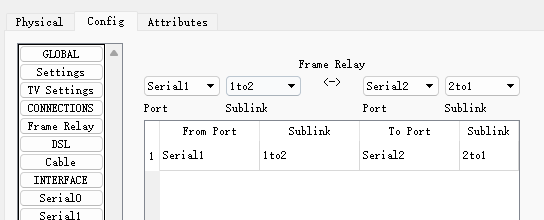 Physical Config Attributes
GLOBAL
Settings
TV Settings
CONNECTIONS
Frame Relay
DSL
Cable
INTERFACE
Serial0
Serial1
Frame Relay
Serial1 1to2 <-> Serial2 2to1
Port Sublink Port Sublink
From Port Sublink To Port Sublink
1 Serial1 1to2 Serial2 2to1